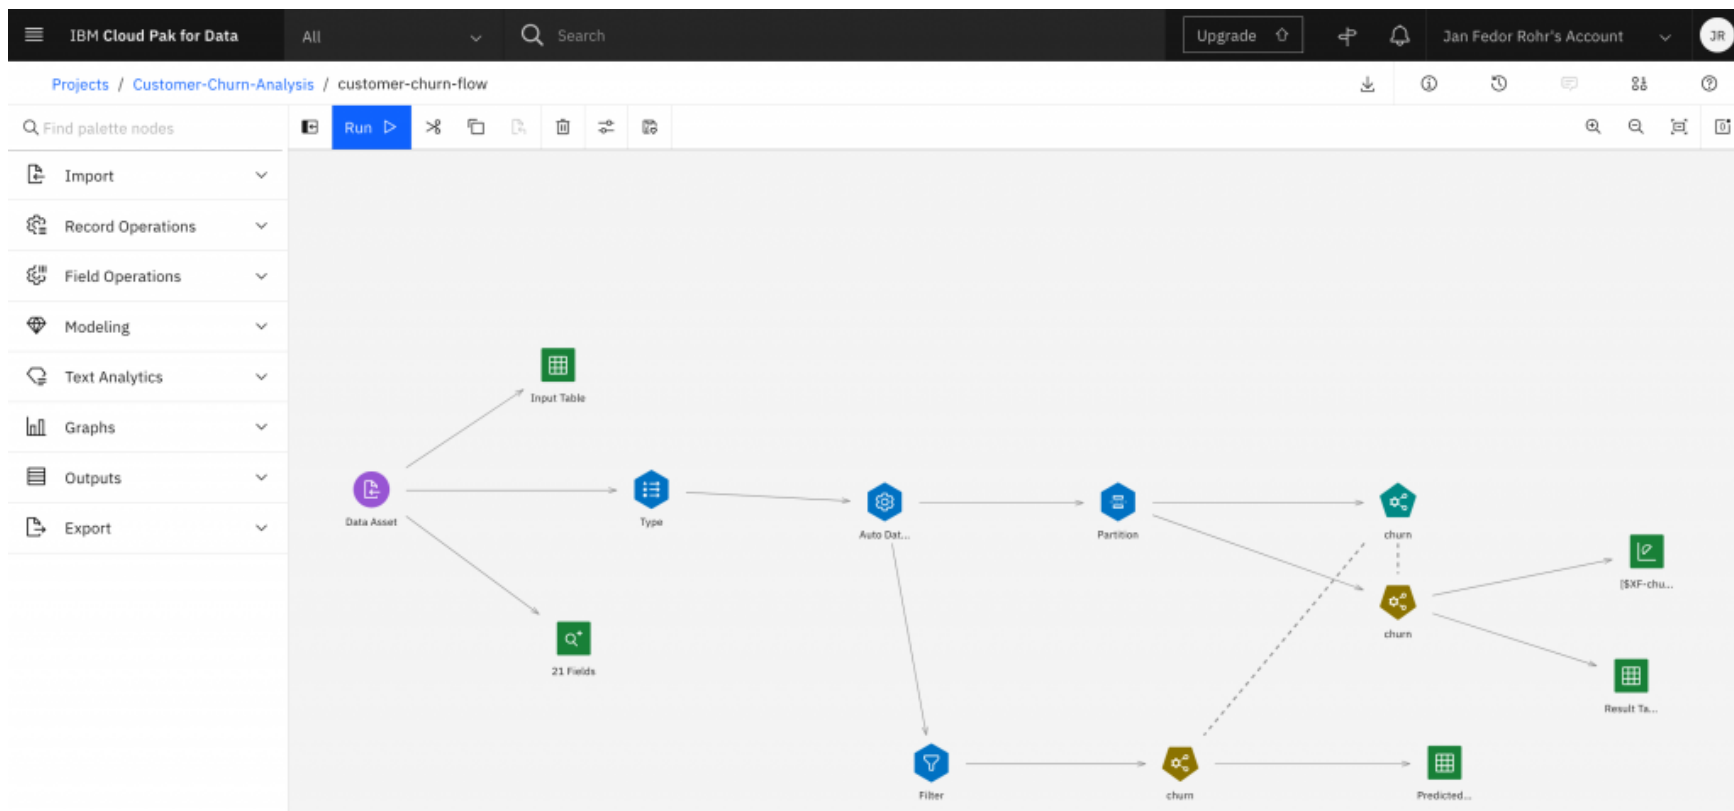 IBM Cloud Pak for Data
All
Search
Upgrade
Jan Fedor Rohr's Account
JR
Projects / Customer-Churn-Analysis / customer-churn-flow
Find palette nodes
Run
Import
Record Operations
Field Operations
Modeling
Text Analytics
Graphs
Outputs
Export
Input Table
Data Asset
Type
Auto Dat...
Partition
churn
[$XF-chu...
churn
21 Fields
Result Ta...
Filter
churn
Predicted...